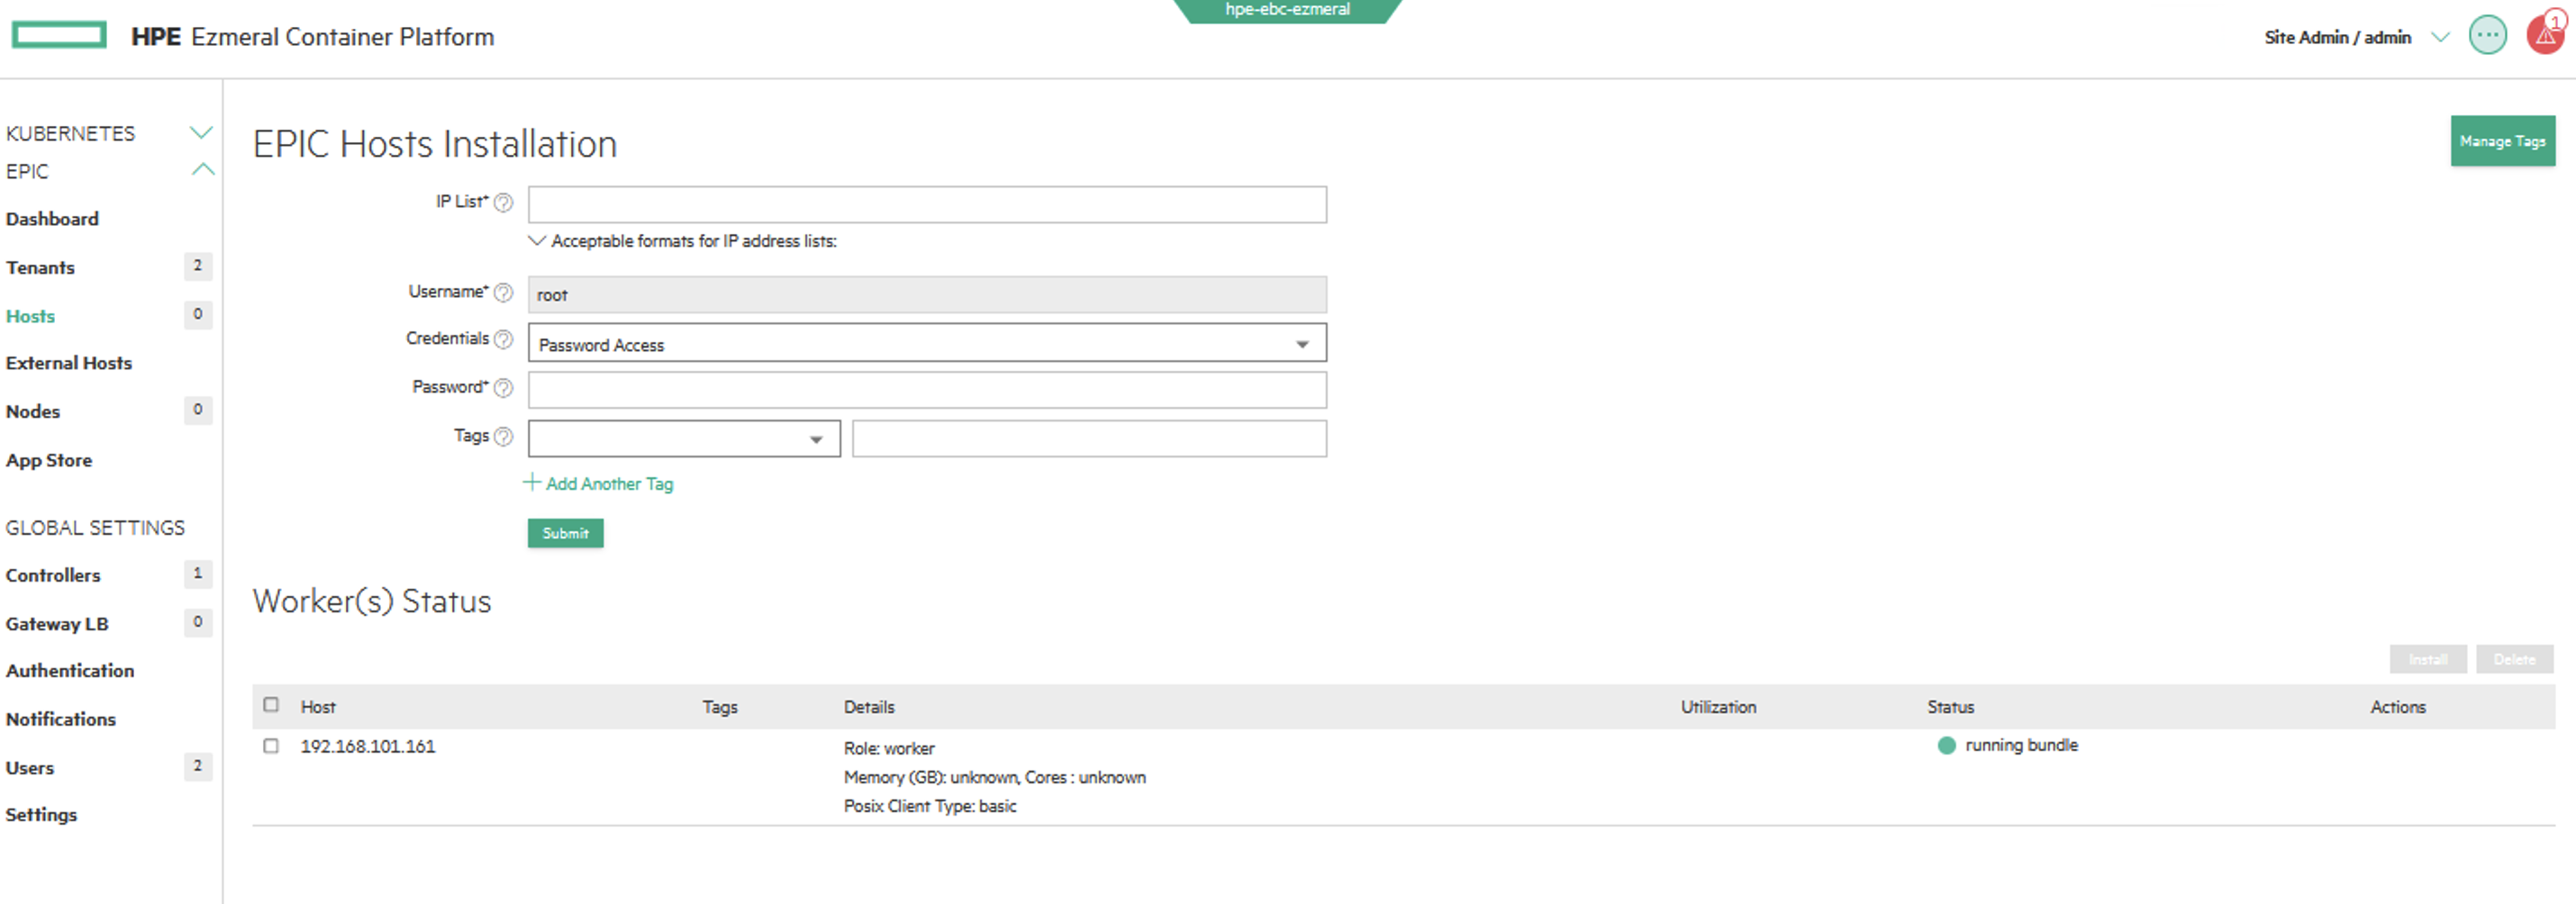 hpe-ebc-ezmeral
HPE Ezmeral Container Platform
Site Admin / admin
1
KUBERNETES
EPIC
Dashboard
Tenants 2
Hosts 0
External Hosts
Nodes 0
App Store
GLOBAL SETTINGS
Controllers 1
Gateway LB 0
Authentication
Notifications
Users 2
Settings
EPIC Hosts Installation
Manage Tags
IP List* ?
Acceptable formats for IP address lists:
Username* ? root
Credentials ? Password Access
Password* ?
Tags ?
+ Add Another Tag
Submit
Worker(s) Status
Install Delete
Host Tags Details Utilization Status Actions
192.168.101.161 Role: worker running bundle
Memory (GB): unknown, Cores : unknown
Posix Client Type: basic